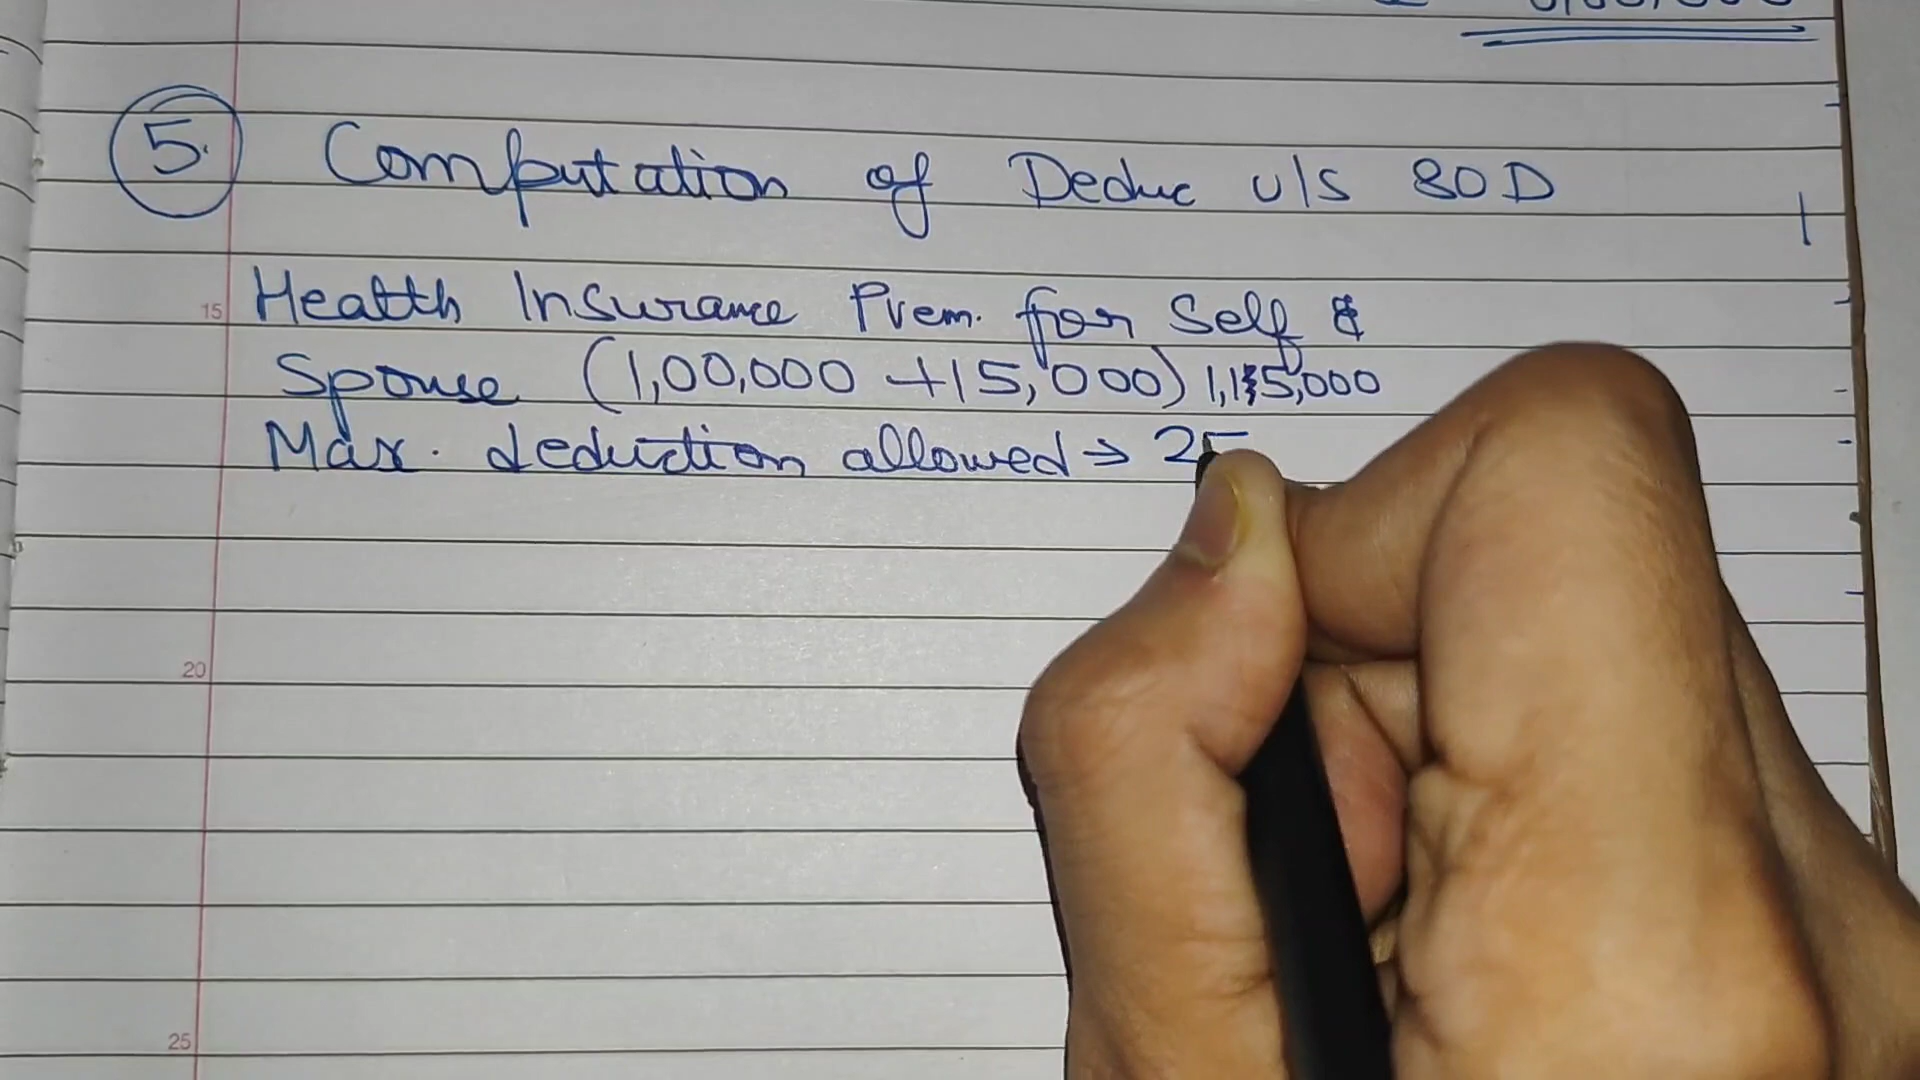 5. Computation of Deduc u/s 80D
15 Health Insurance Prem. for Self &
Spouse (1,00,000 + 15,000) 1,15,000
Max. deduction allowed → 25
20
25